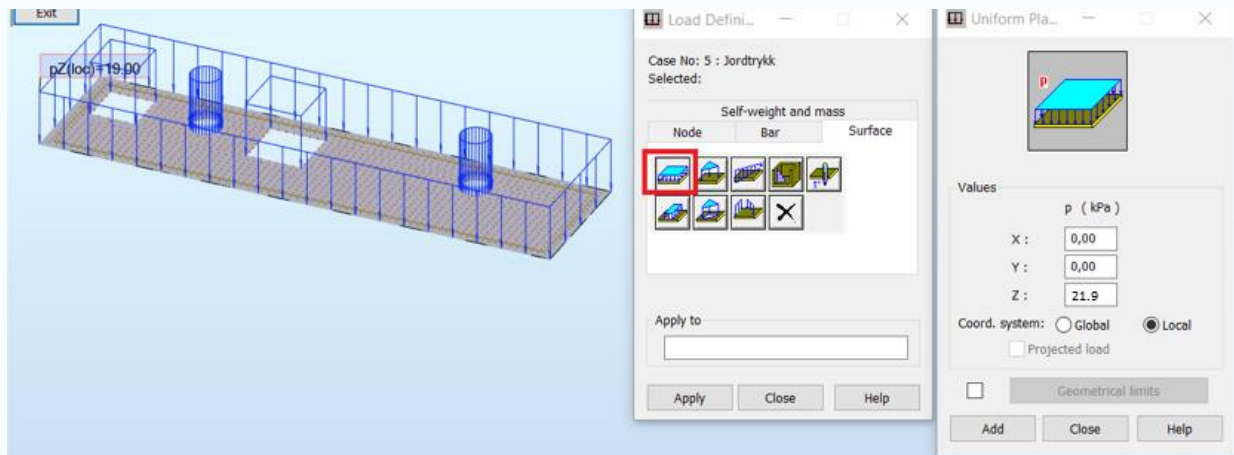 Exit
pZ(loc)=19.00
Load Defini...
Case No: 5 : Jordtrykk
Selected:
Self-weight and mass
Node Bar Surface
Apply to
Apply Close Help
Uniform Pla...
p
Values
p ( kPa )
X : 0,00
Y : 0,00
Z : 21.9
Coord. system: Global Local
Projected load
Geometrical limits
Add Close Help